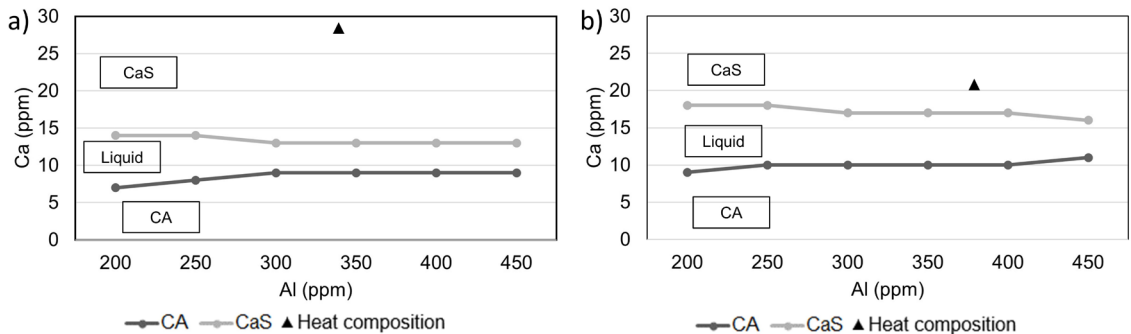 a)
Ca (ppm)
30
25
20
15
10
5
0
CaS
Liquid
CA
200 250 300 350 400 450
Al (ppm)
CA CaS ▲ Heat composition
b)
Ca (ppm)
30
25
20
15
10
5
0
CaS
Liquid
CA
200 250 300 350 400 450
Al (ppm)
CA CaS ▲ Heat composition